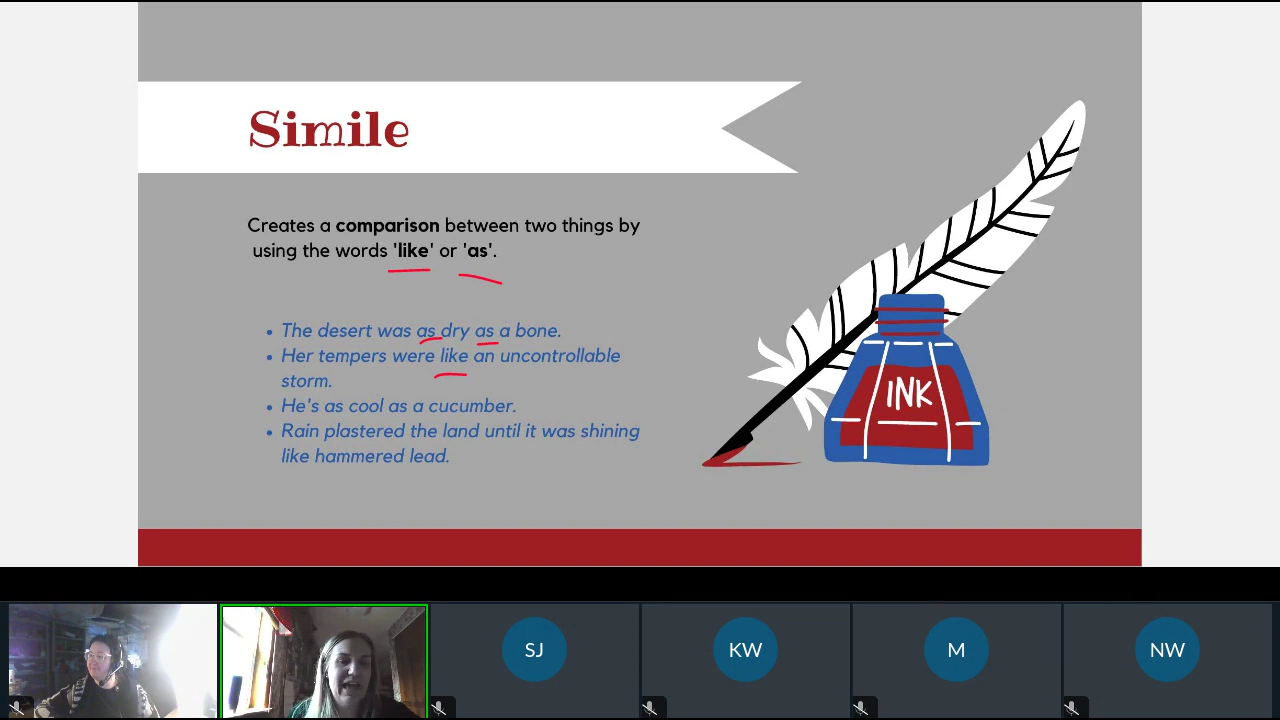 Simile
Creates a comparison between two things by
using the words 'like' or 'as'.
• The desert was as dry as a bone.
• Her tempers were like an uncontrollable
storm.
• He's as cool as a cucumber.
• Rain plastered the land until it was shining
like hammered lead.
INK
SJ
KW
M
NW